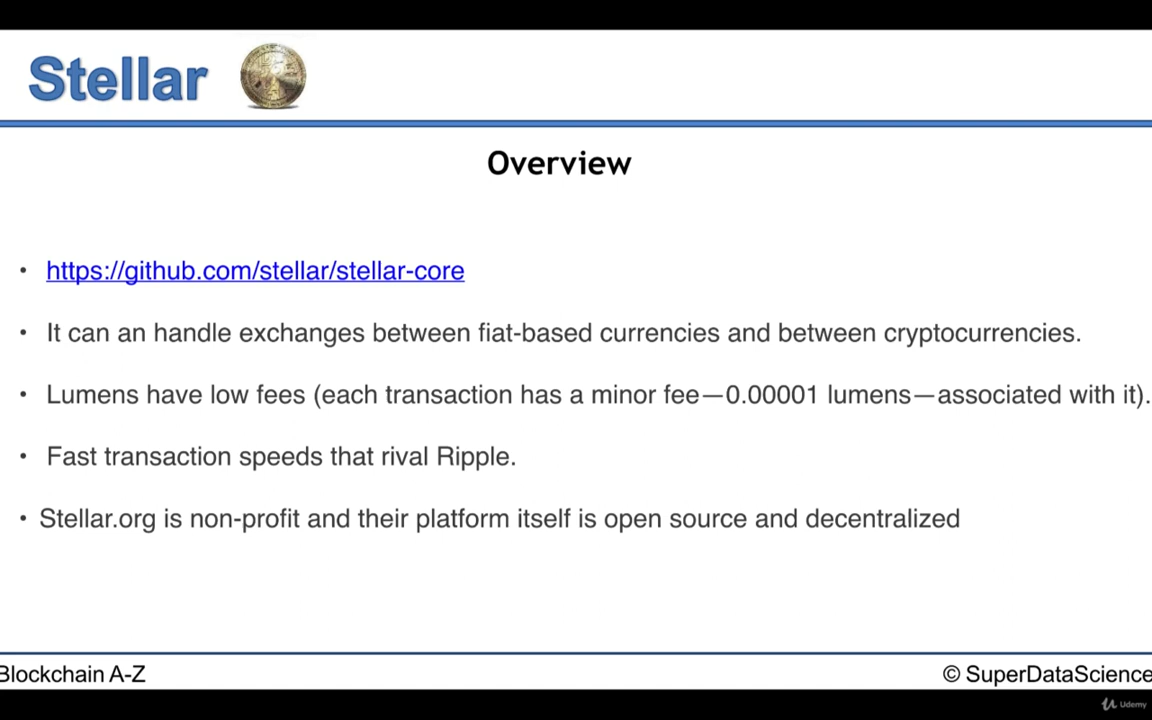 Stellar
Overview
• https://github.com/stellar/stellar-core
• It can an handle exchanges between fiat-based currencies and between cryptocurrencies.
• Lumens have low fees (each transaction has a minor fee—0.00001 lumens—associated with it).
• Fast transaction speeds that rival Ripple.
• Stellar.org is non-profit and their platform itself is open source and decentralized
Blockchain A-Z
© SuperDataScience
Udemy